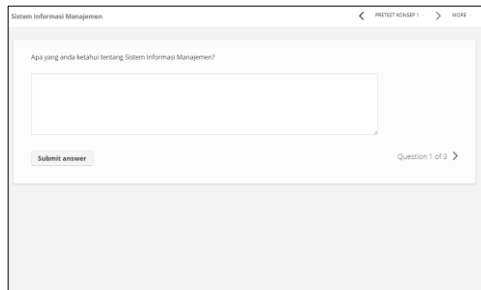 Sistem Informasi Manajemen
PRETEST KONSEP 1
MORE
Apa yang anda ketahui tentang Sistem Informasi Manajemen?
Submit answer
Question 1 of 3